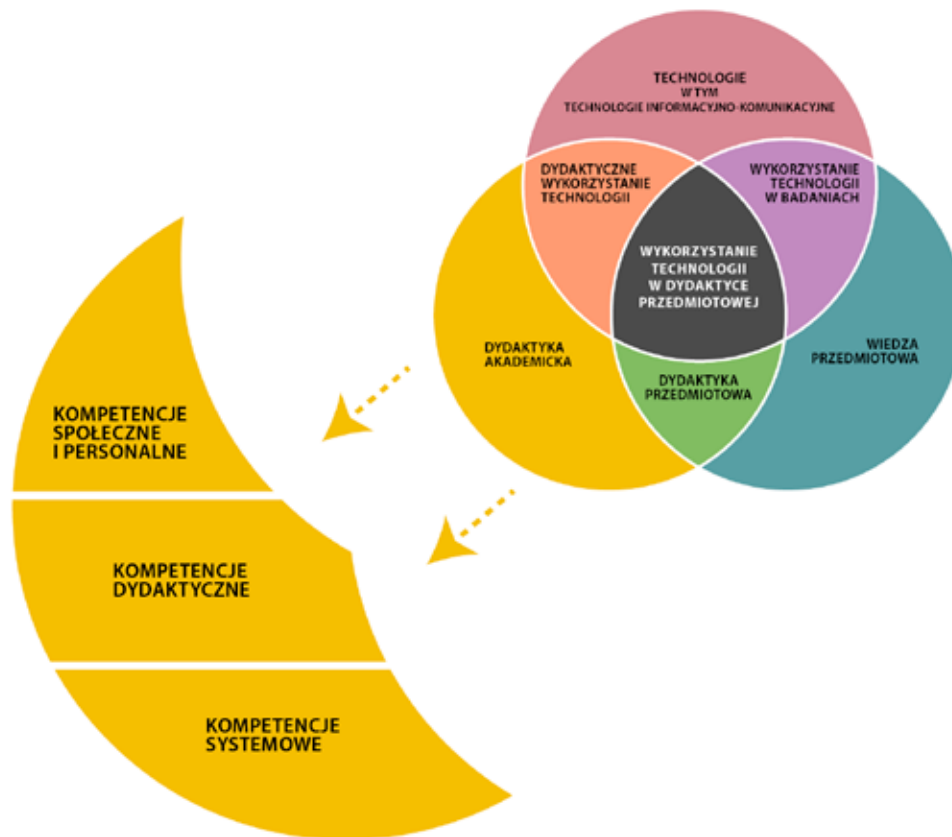 TECHNOLOGIE
W TYM
TECHNOLOGIE INFORMACYJNO-KOMUNIKACYJNE
DYDAKTYCZNE
WYKORZYSTANIE
TECHNOLOGII
WYKORZYSTANIE
TECHNOLOGII
W BADANIACH
WYKORZYSTANIE
TECHNOLOGII
W DYDAKTYCE
PRZEDMIOTOWEJ
DYDAKTYKA
AKADEMICKA
WIEDZA
PRZEDMIOTOWA
DYDAKTYKA
PRZEDMIOTOWA
KOMPETENCJE
SPOŁECZNE
I PERSONALNE
KOMPETENCJE
DYDAKTYCZNE
KOMPETENCJE
SYSTEMOWE